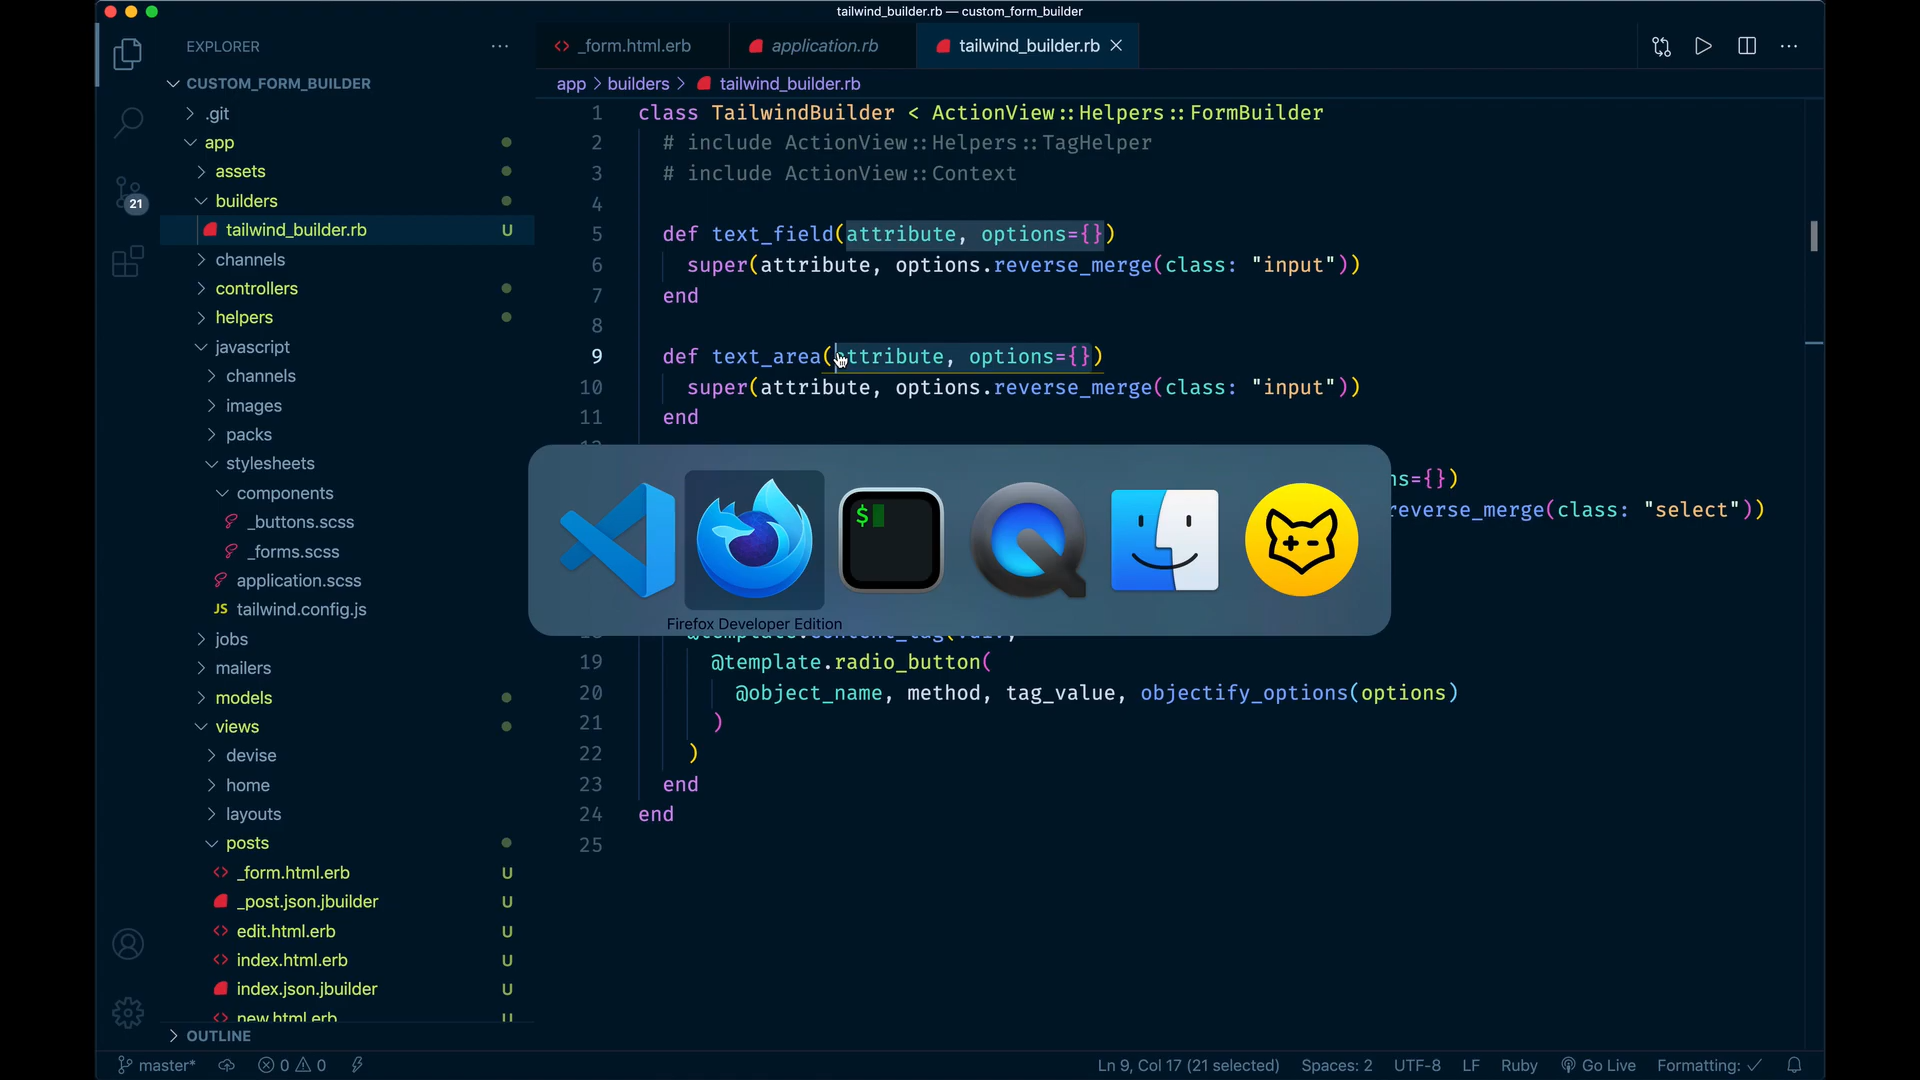 tailwind_builder.rb — custom_form_builder
EXPLORER
_form.html.erb
application.rb
tailwind_builder.rb
CUSTOM_FORM_BUILDER
app > builders > tailwind_builder.rb
.git
app
assets
builders
tailwind_builder.rb U
channels
controllers
helpers
javascript
channels
images
packs
stylesheets
components
_buttons.scss
_forms.scss
application.scss
JS tailwind.config.js
jobs
mailers
models
views
devise
home
layouts
posts
_form.html.erb U
_post.json.jbuilder U
edit.html.erb U
index.html.erb U
index.json.jbuilder U
new.html.erb U
OUTLINE
21
1 class TailwindBuilder < ActionView::Helpers::FormBuilder
2 # include ActionView::Helpers::TagHelper
3 # include ActionView::Context
4
5 def text_field(attribute, options={})
6 super(attribute, options.reverse_merge(class: "input"))
7 end
8
9 def text_area(attribute, options={})
10 super(attribute, options.reverse_merge(class: "input"))
11 end
ns={})
reverse_merge(class: "select"))
$
Firefox Developer Edition
@template.content_tag(
19 @template.radio_button(
20 @object_name, method, tag_value, objectify_options(options)
21 )
22 )
23 end
24 end
25
master* 0 0 Ln 9, Col 17 (21 selected) Spaces: 2 UTF-8 LF Ruby Go Live Formatting: ✓